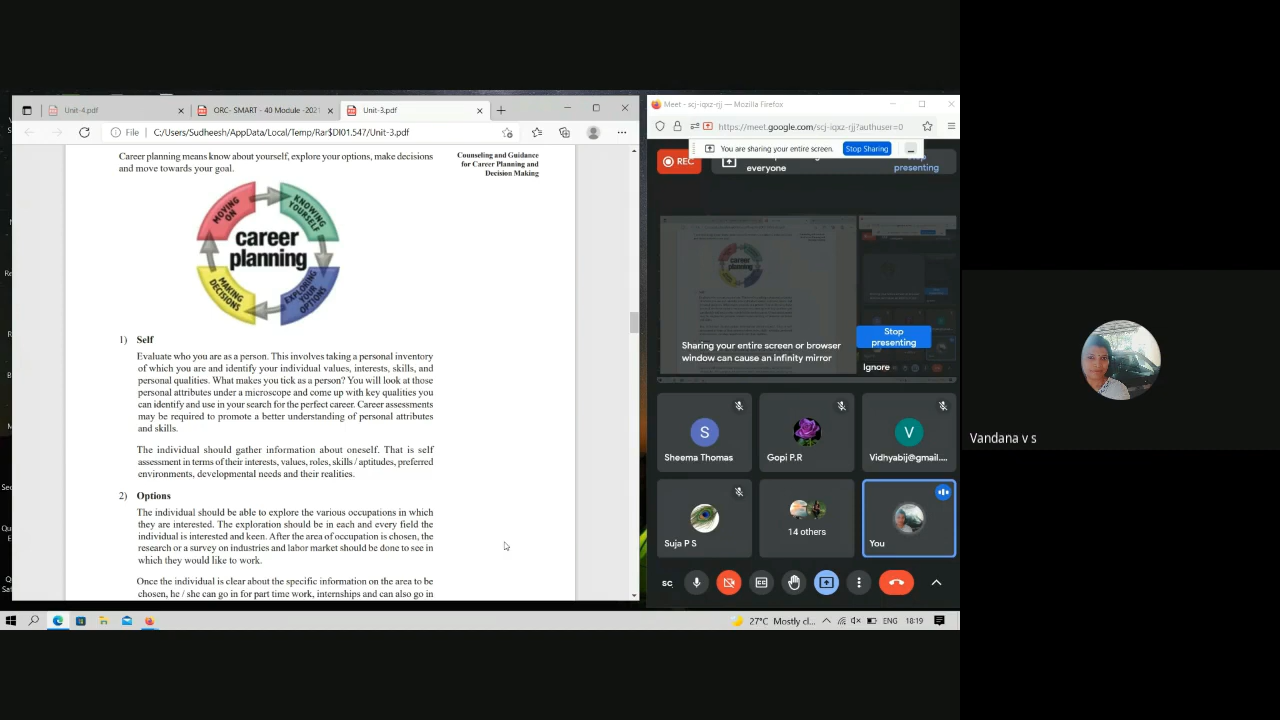 Unit-4.pdf
ORC- SMART - 40 Module -2021
Unit-3.pdf
File
C:/Users/Sudheesh/AppData/Local/Temp/Rar$DI01.547/Unit-3.pdf
Career planning means know about yourself, explore your options, make decisions
and move towards your goal.
Counseling and Guidance
for Career Planning and
Decision Making
MOVING ON
KNOWING YOURSELF
career
planning
MAKING DECISIONS
EXPLORING YOUR OPTIONS
1) Self
Evaluate who you are as a person. This involves taking a personal inventory
of which you are and identify your individual values, interests, skills, and
personal qualities. What makes you tick as a person? You will look at those
personal attributes under a microscope and come up with key qualities you
can identify and use in your search for the perfect career. Career assessments
may be required to promote a better understanding of personal attributes
and skills.
The individual should gather information about oneself. That is self
assessment in terms of their interests, values, roles, skills / aptitudes, preferred
environments, developmental needs and their realities.
2) Options
The individual should be able to explore the various occupations in which
they are interested. The exploration should be in each and every field the
individual is interested and keen. After the area of occupation is chosen, the
research or a survey on industries and labor market should be done to see in
which they would like to work.
Once the individual is clear about the specific information on the area to be
chosen, he / she can go in for part time work, internships and can also go in
Meet - scj-iqxz-rjj — Mozilla Firefox
https://meet.google.com/scj-iqxz-rjj?authuser=0
You are sharing your entire screen.
Stop Sharing
REC
everyone
Stop
presenting
Sharing your entire screen or browser
window can cause an infinity mirror
Stop
presenting
Ignore
S
Sheema Thomas
Gopi P.R
V
Vidhyabij@gmail....
Suja P S
14 others
You
sc
27°C Mostly cl...
ENG
18:19
Vandana v s